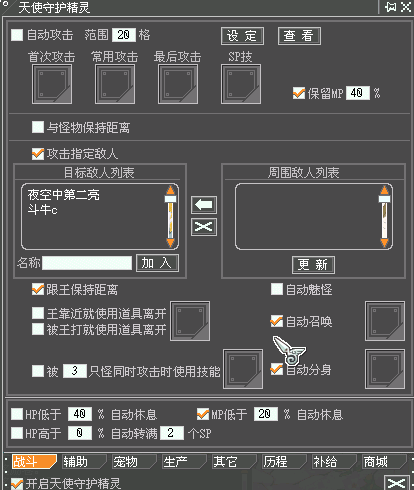 天使守护精灵
自动攻击 范围 20 格 设定 查看
首次攻击 常用攻击 最后攻击 SP技
保留MP 40 %
与怪物保持距离
攻击指定敌人
目标敌人列表 周围敌人列表
夜空中第二亮
斗牛c
名称 加入 更新
跟王保持距离 自动魅怪
王靠近就使用道具离开
自动召唤
被王打就使用道具离开
被 3 只怪同时攻击时使用技能 自动分身
HP低于 40 % 自动休息 MP低于 20 % 自动休息
HP高于 0 % 自动转满 2 个SP
战斗 辅助 宠物 生产 其它 历程 补给 商城
开启天使守护精灵